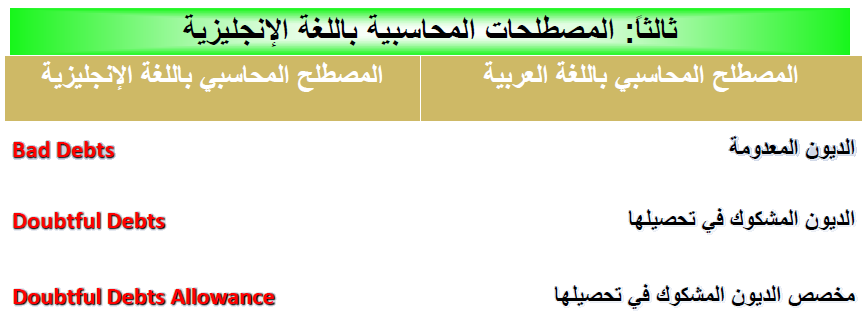 ثالثاً: المصطلحات المحاسبية باللغة الإنجليزية
المصطلح المحاسبي باللغة العربية المصطلح المحاسبي باللغة الإنجليزية
الديون المعدومة Bad Debts
الديون المشكوك في تحصيلها Doubtful Debts
مخصص الديون المشكوك في تحصيلها Doubtful Debts Allowance